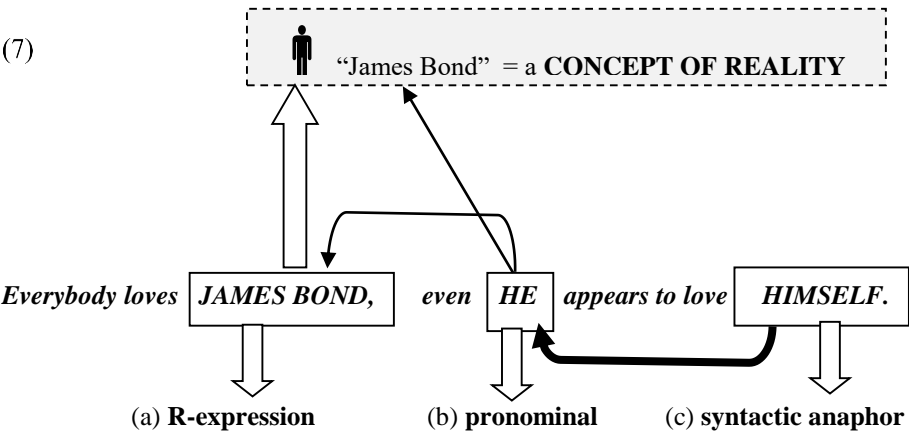 (7)
“James Bond” = a CONCEPT OF REALITY
Everybody loves JAMES BOND, even HE appears to love HIMSELF.
(a) R-expression (b) pronominal (c) syntactic anaphor